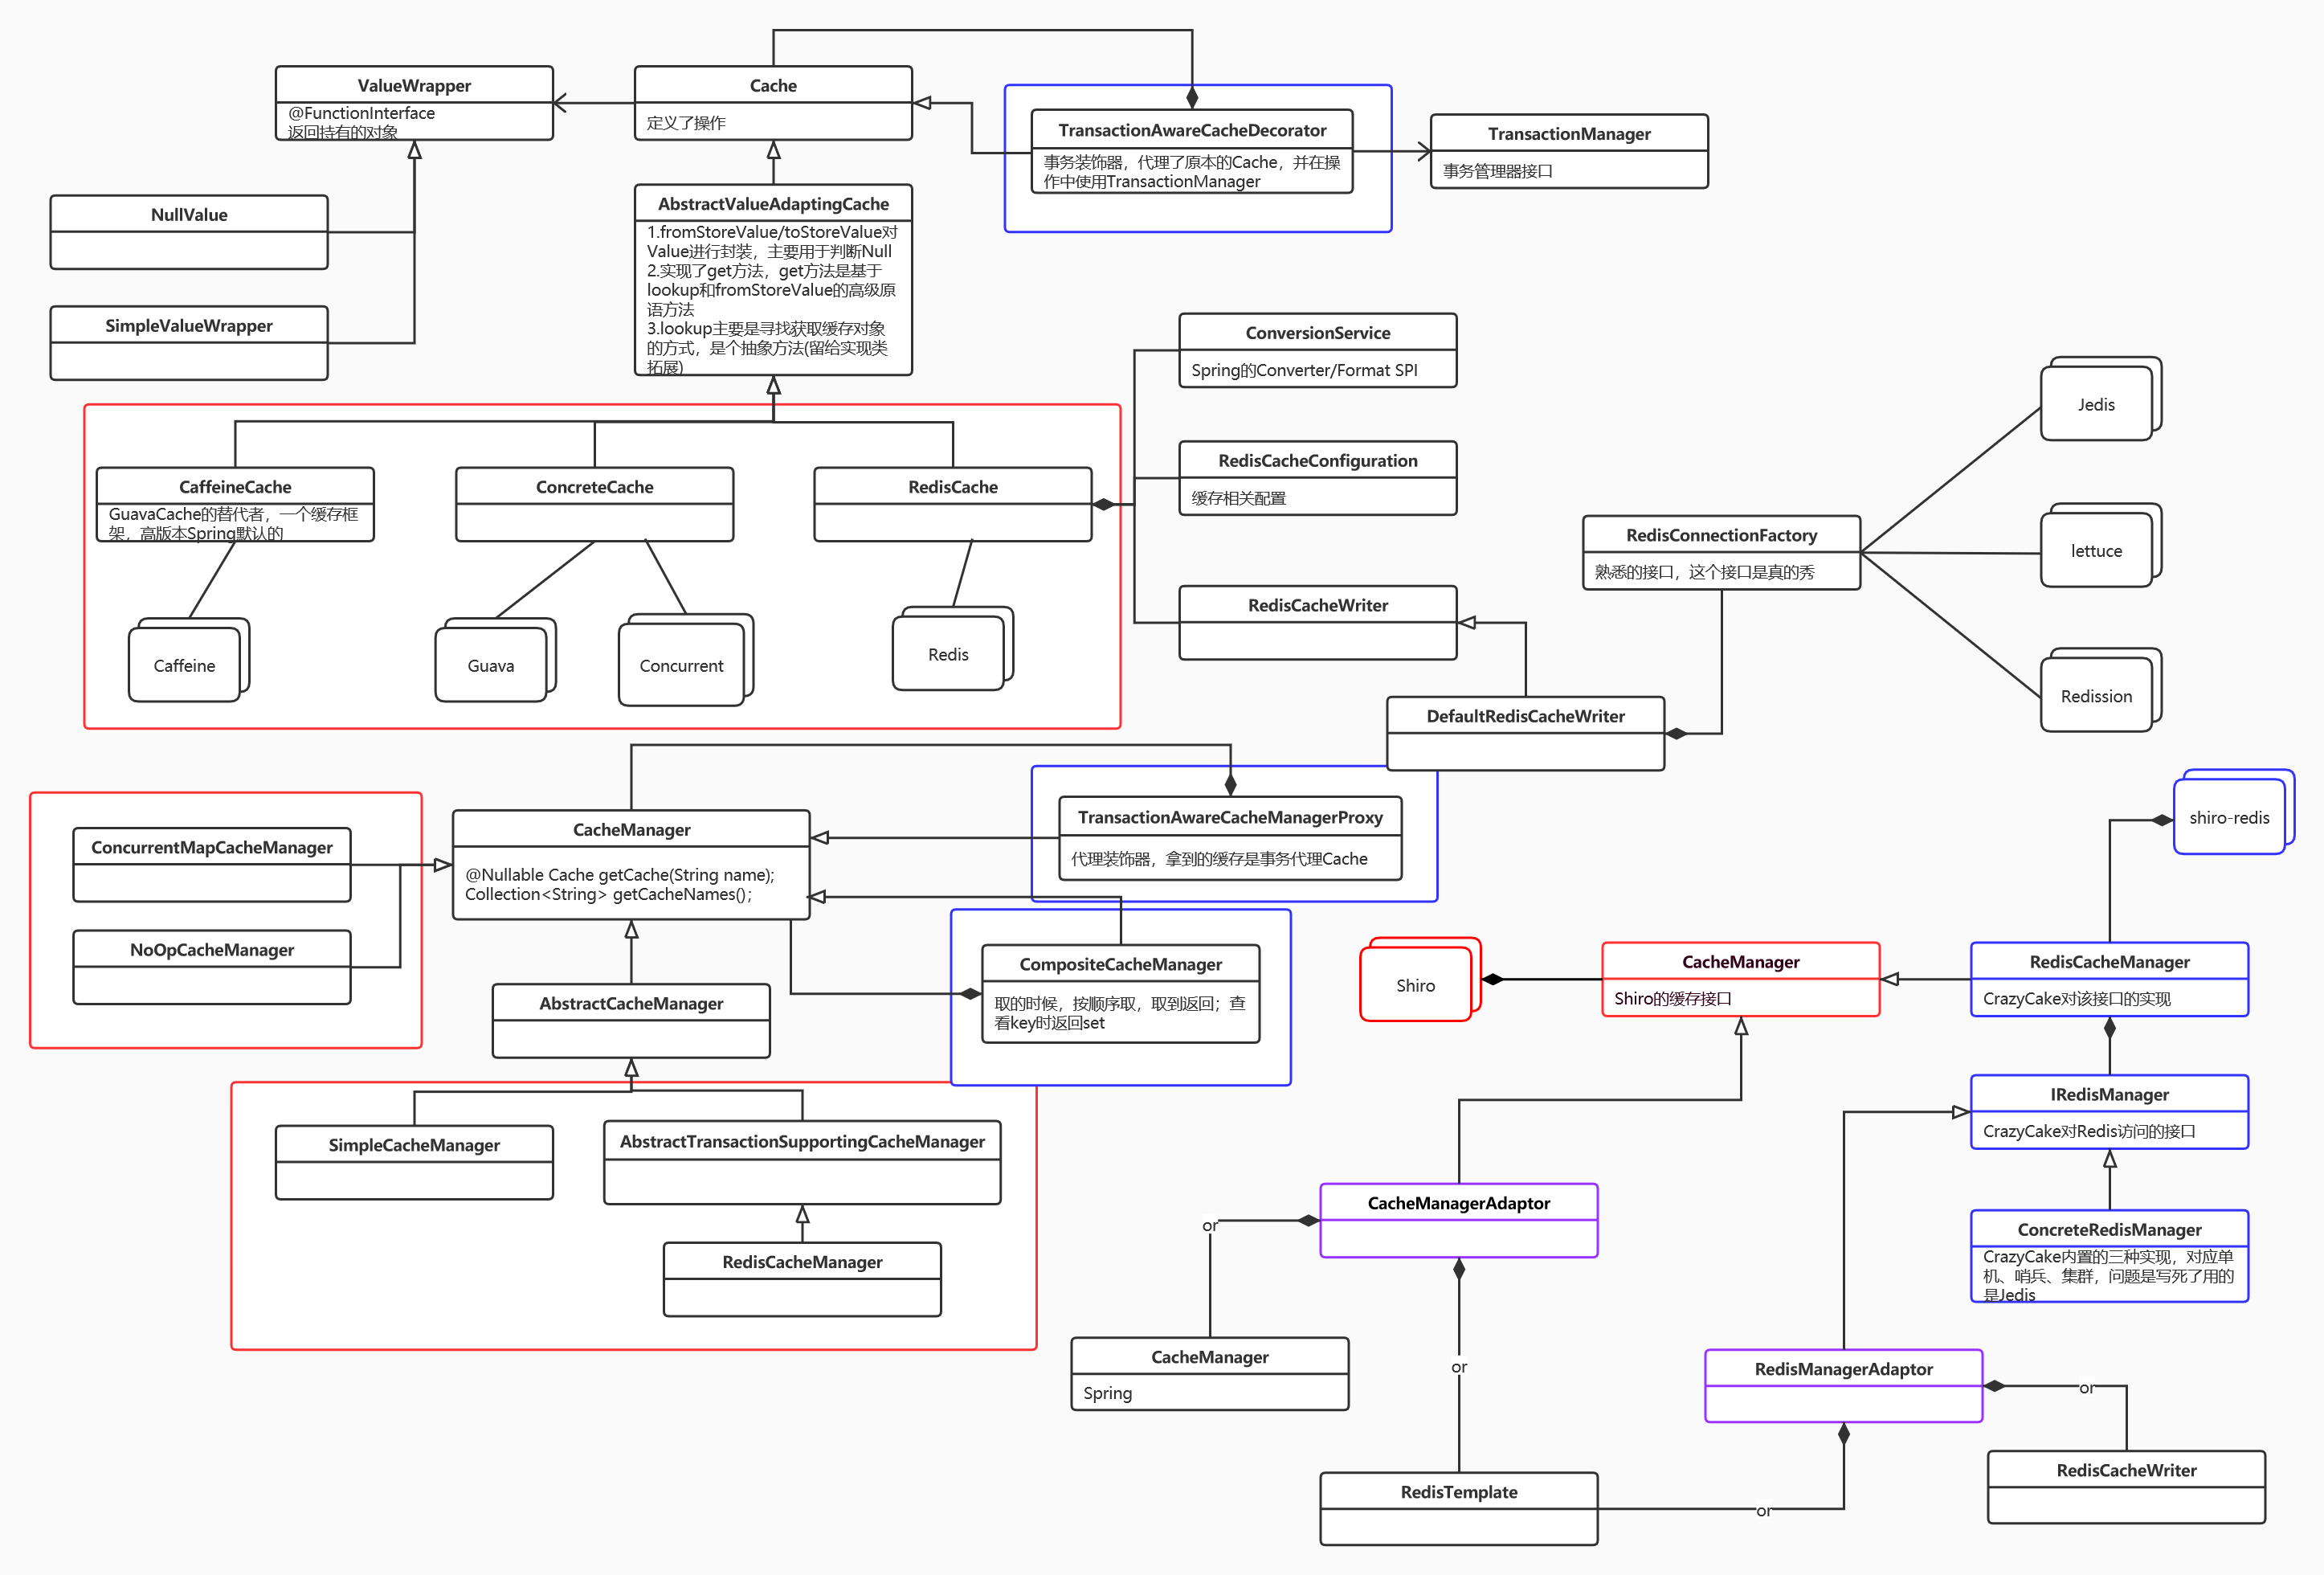 ValueWrapper
@FunctionInterface
返回持有的对象
Cache
定义了操作
TransactionAwareCacheDecorator
事务装饰器，代理了原本的Cache，并在操
作中使用TransactionManager
TransactionManager
事务管理器接口
NullValue
SimpleValueWrapper
AbstractValueAdaptingCache
1.fromStoreValue/toStoreValue对
Value进行封装，主要用于判断Null
2.实现了get方法，get方法是基于
lookup和fromStoreValue的高级原
语方法
3.lookup主要是寻找获取缓存对象
的方式，是个抽象方法(留给实现类
拓展)
ConversionService
Spring的Converter/Format SPI
RedisCacheConfiguration
缓存相关配置
RedisCacheWriter
CaffeineCache
GuavaCache的替代者，一个缓存框
架，高版本Spring默认的
ConcreteCache
RedisCache
Caffeine
Guava
Concurrent
Redis
RedisConnectionFactory
熟悉的接口，这个接口是真的秀
Jedis
lettuce
Redission
DefaultRedisCacheWriter
ConcurrentMapCacheManager
NoOpCacheManager
CacheManager
@Nullable Cache getCache(String name);
Collection<String> getCacheNames();
TransactionAwareCacheManagerProxy
代理装饰器，拿到的缓存是事务代理Cache
CompositeCacheManager
取的时候，按顺序取，取到返回；查
看key时返回set
AbstractCacheManager
SimpleCacheManager
AbstractTransactionSupportingCacheManager
RedisCacheManager
shiro-redis
Shiro
CacheManager
Shiro的缓存接口
RedisCacheManager
CrazyCake对该接口的实现
IRedisManager
CrazyCake对Redis访问的接口
ConcreteRedisManager
CrazyCake内置的三种实现，对应单
机、哨兵、集群，问题是写死了用的
是Jedis
CacheManagerAdaptor
or
CacheManager
Spring
or
RedisManagerAdaptor
or
RedisCacheWriter
RedisTemplate
or